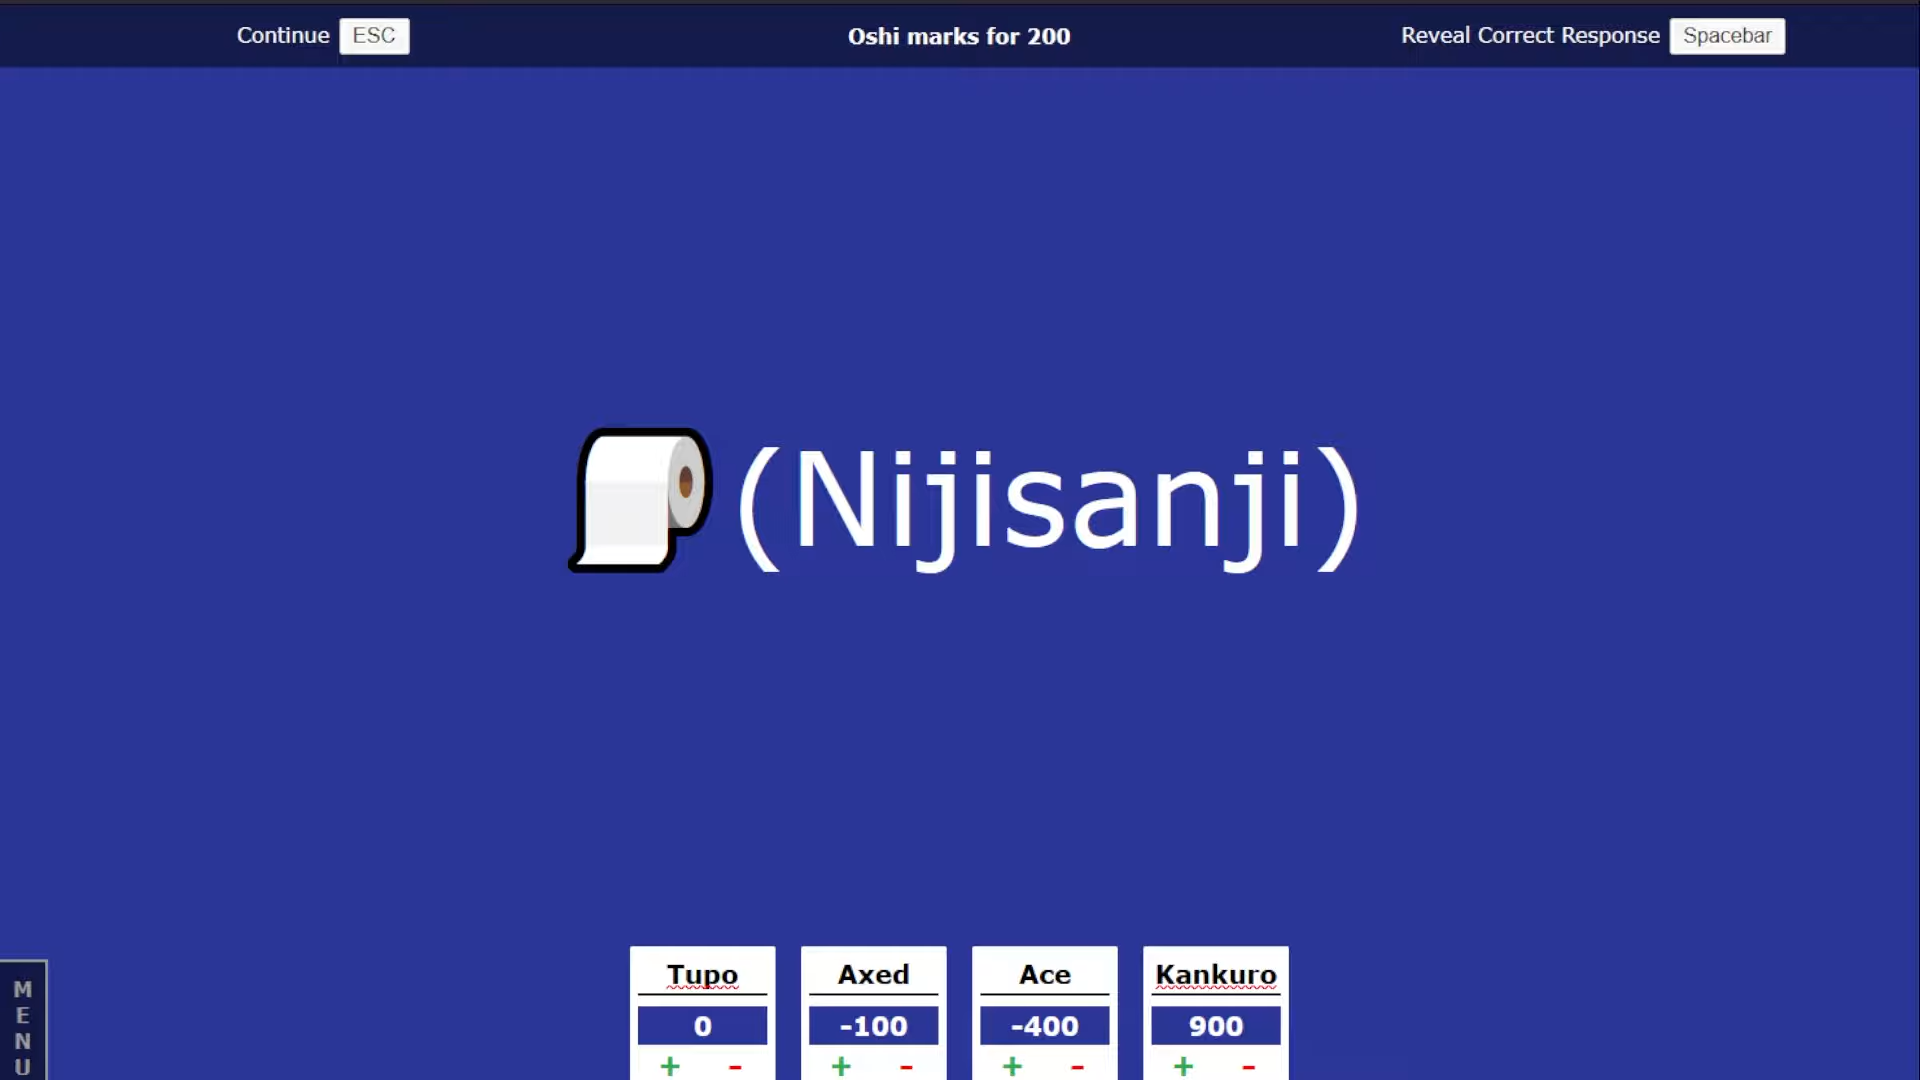 Continue ESC
Oshi marks for 200
Reveal Correct Response Spacebar
(Nijisanji)
MENU
Tupo
0
+ -
Axed
-100
+ -
Ace
-400
+ -
Kankuro
900
+ -